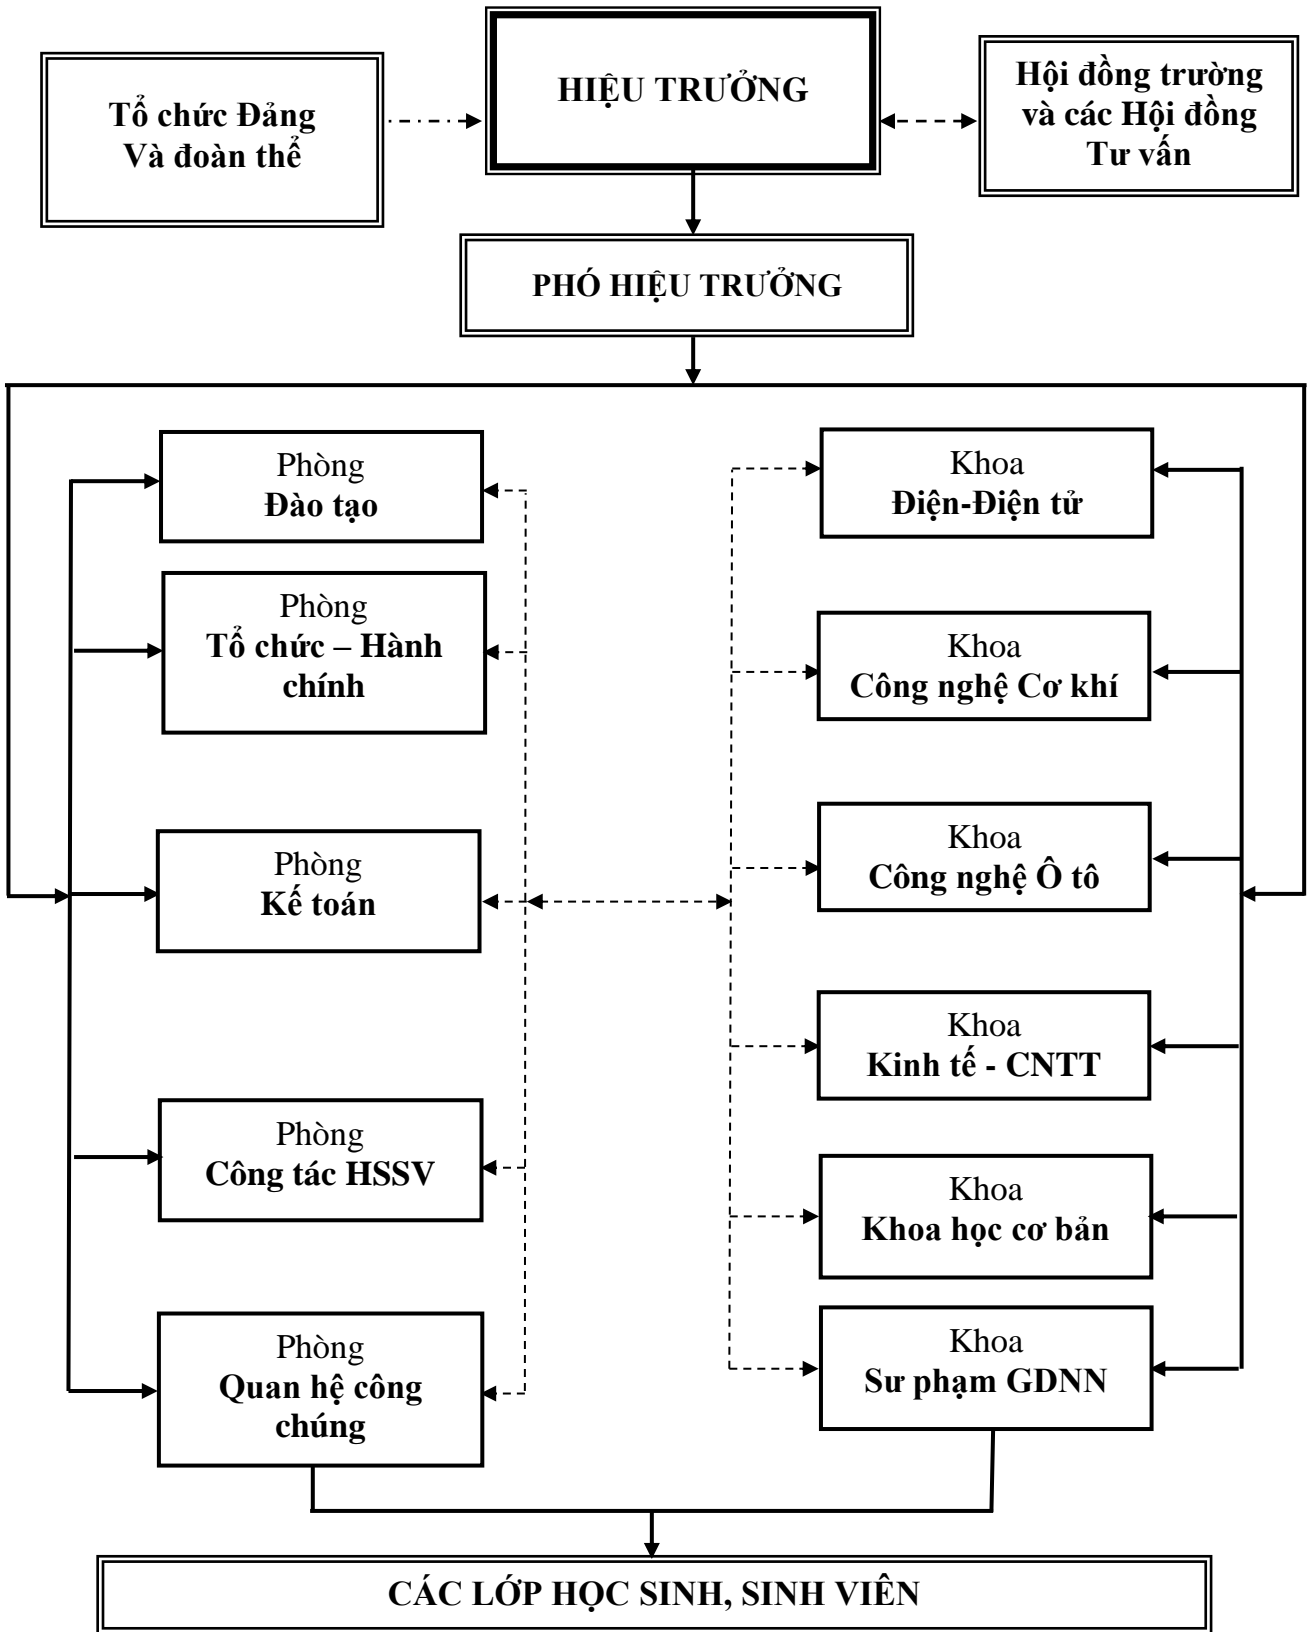 Tổ chức Đảng
Và đoàn thể
HIỆU TRƯỞNG
Hội đồng trường
và các Hội đồng
Tư vấn
PHÓ HIỆU TRƯỞNG
Phòng
Đào tạo
Phòng
Tổ chức – Hành
chính
Phòng
Kế toán
Phòng
Công tác HSSV
Phòng
Quan hệ công
chúng
Khoa
Điện-Điện tử
Khoa
Công nghệ Cơ khí
Khoa
Công nghệ Ô tô
Khoa
Kinh tế - CNTT
Khoa
Khoa học cơ bản
Khoa
Sư phạm GDNN
CÁC LỚP HỌC SINH, SINH VIÊN